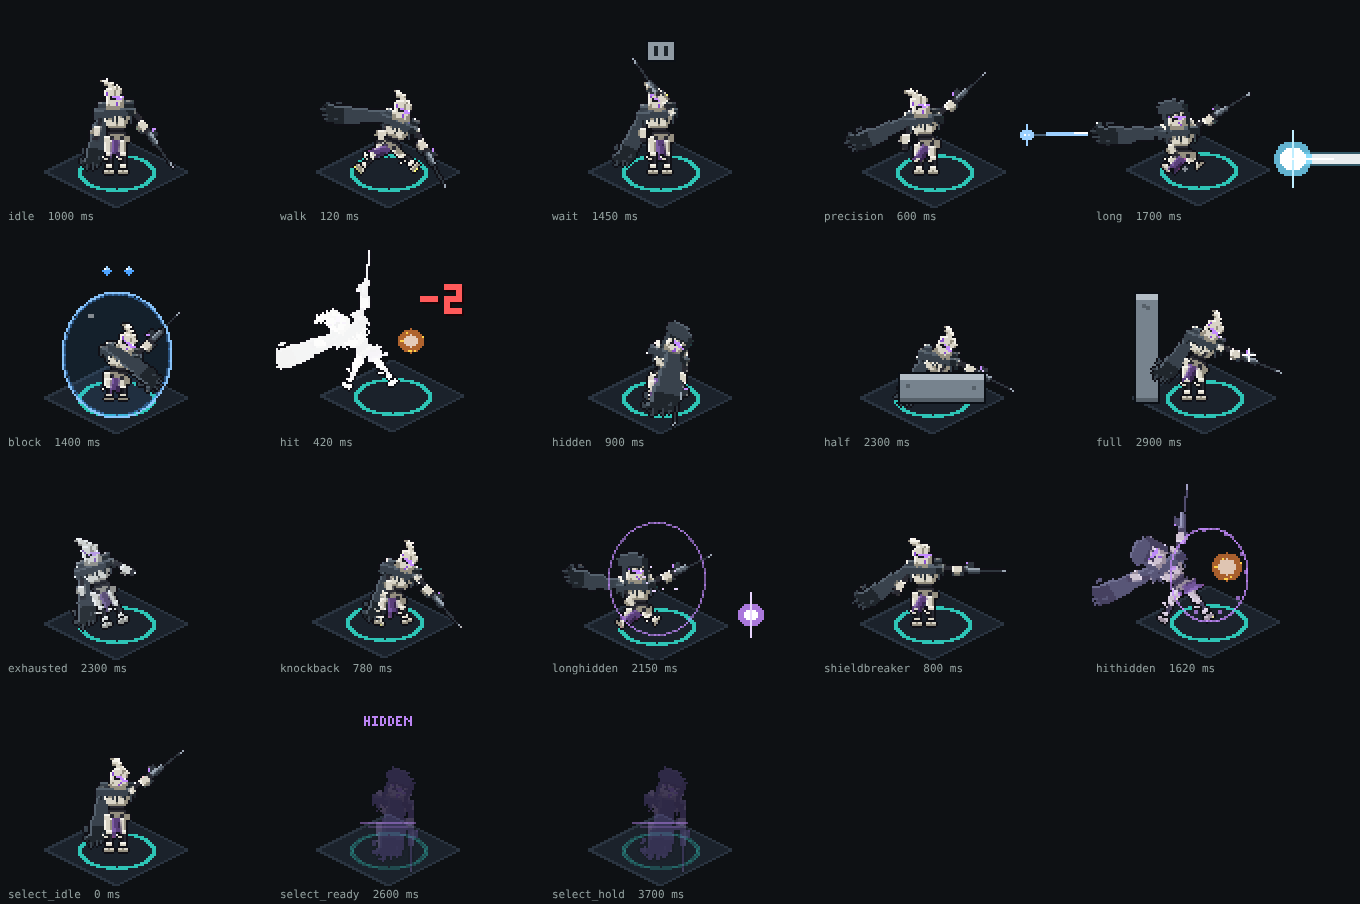 idle 1000 ms
walk 120 ms
wait 1450 ms
precision 600 ms
long 1700 ms
-2
block 1400 ms
hit 420 ms
hidden 900 ms
half 2300 ms
full 2900 ms
exhausted 2300 ms
knockback 780 ms
longhidden 2150 ms
shieldbreaker 800 ms
hithidden 1620 ms
HIDDEN
select_idle 0 ms
select_ready 2600 ms
select_hold 3700 ms